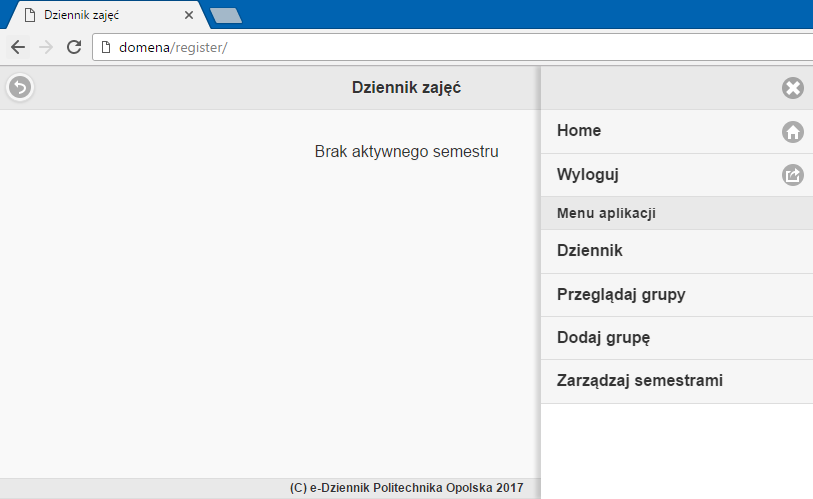 Dziennik zajęć
domena/register/
Dziennik zajęć
Brak aktywnego semestru
Home
Wyloguj
Menu aplikacji
Dziennik
Przeglądaj grupy
Dodaj grupę
Zarządzaj semestrami
(C) e-Dziennik Politechnika Opolska 2017